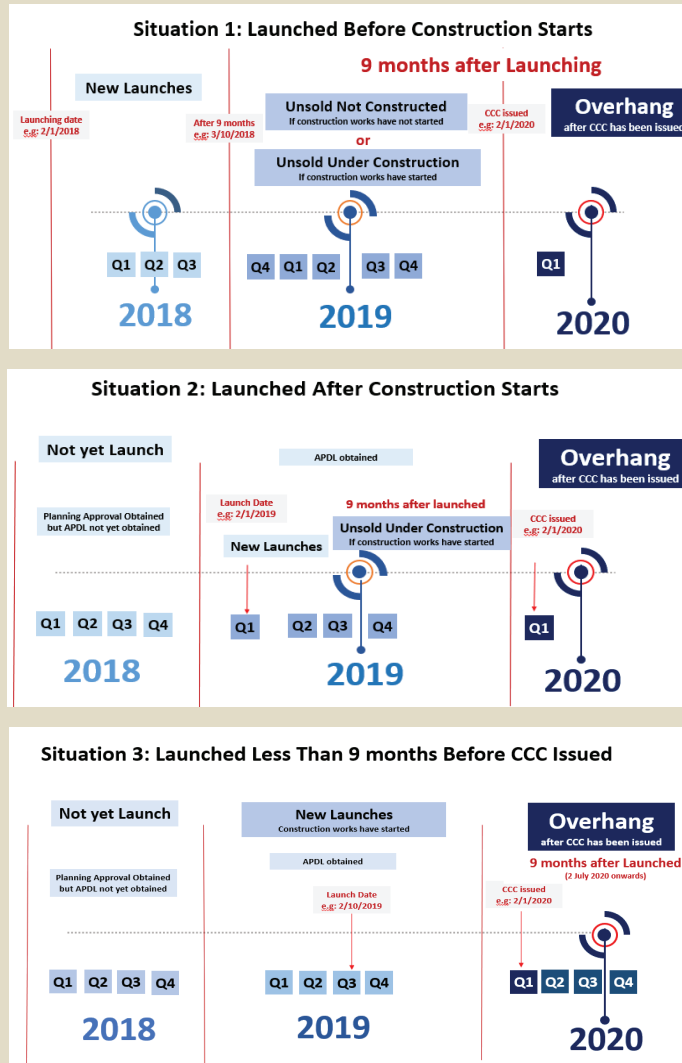 Situation 1: Launched Before Construction Starts
9 months after Launching
New Launches
Launching date
e.g: 2/1/2018
After 9 months
e.g: 3/10/2018
Unsold Not Constructed
If construction works have not started
or
Unsold Under Construction
If construction works have started
CCC issued
e.g: 2/1/2020
Overhang
after CCC has been issued
Q1 Q2 Q3
Q4 Q1 Q2 Q3 Q4
Q1
2018
2019
2020
Situation 2: Launched After Construction Starts
Not yet Launch
Planning Approval Obtained
but APDL not yet obtained
APDL obtained
Launch Date
e.g: 2/1/2019
New Launches
9 months after launched
Unsold Under Construction
If construction works have started
CCC issued
e.g: 2/1/2020
Overhang
after CCC has been issued
Q1 Q2 Q3 Q4
Q1 Q2 Q3 Q4
Q1
2018
2019
2020
Situation 3: Launched Less Than 9 months Before CCC Issued
Not yet Launch
Planning Approval Obtained
but APDL not yet obtained
New Launches
Construction works have started
APDL obtained
Launch Date
e.g: 2/10/2019
Overhang
after CCC has been issued
9 months after Launched
(2 July 2020 onwards)
CCC issued
e.g: 2/1/2020
Q1 Q2 Q3 Q4
Q1 Q2 Q3 Q4
Q1 Q2 Q3 Q4
2018
2019
2020